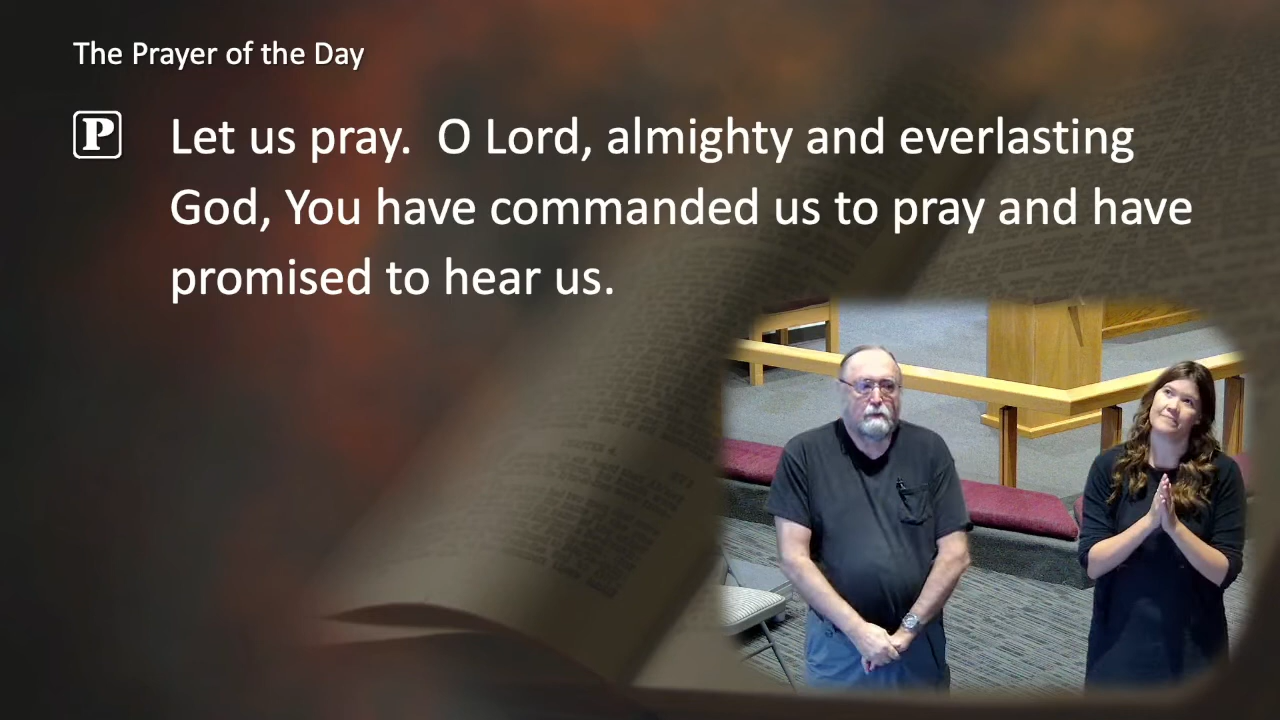 The Prayer of the Day
P Let us pray. O Lord, almighty and everlasting
God, You have commanded us to pray and have
promised to hear us.